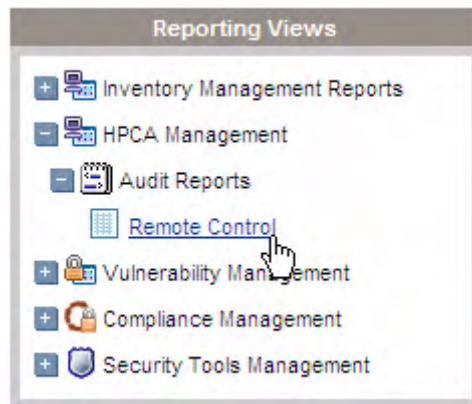 Reporting Views
Inventory Management Reports
HPCA Management
Audit Reports
Remote Control
Vulnerability Management
Compliance Management
Security Tools Management